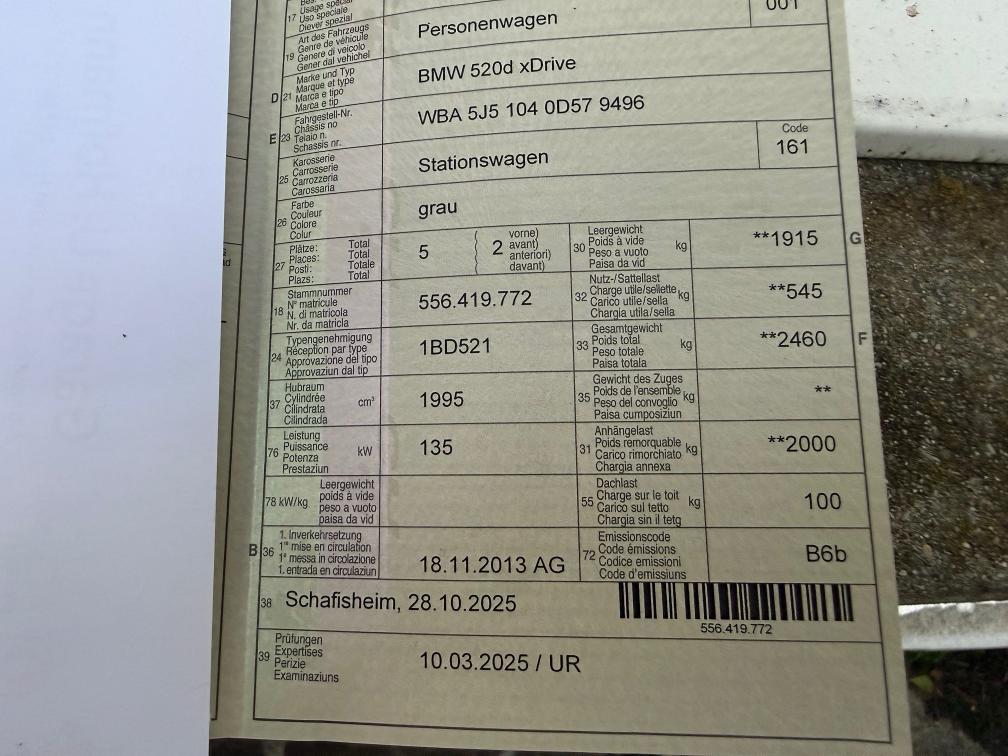 17 Usage spécial
Uso speciale
Diever spezial
19 Art des Fahrzeugs
Genre de véhicule
Genere di veicolo
Gener dal vehichel
Personenwagen
001
D 21 Marke und Typ
Marque et type
Marca e tipo
Marca e tip
BMW 520d xDrive
E 23 Fahrgestell-Nr.
Châssis no
Telaio n.
Schassis nr.
WBA 5J5 104 0D57 9496
25 Karosserie
Carrosserie
Carrozzeria
Carossaria
Stationswagen
Code
161
26 Farbe
Couleur
Colore
Colur
grau
27 Plätze: Total
Places: Total
Posti: Totale
Plazs: Total
5
2
vorne)
avant)
anteriori)
davant)
30 Leergewicht
Poids à vide
Peso a vuoto
Paisa da vid
kg
**1915
G
18 Stammnummer
N° matricule
N. di matricola
Nr. da matricla
556.419.772
32 Nutz-/Sattellast
Charge utile/sellette
Carico utile/sella
Chargia utila/sella
kg
**545
24 Typengenehmigung
Réception par type
Approvazione del tipo
Approvaziun dal tip
1BD521
33 Gesamtgewicht
Poids total
Peso totale
Paisa totala
kg
**2460
F
37 Hubraum
Cylindrée
Cilindrata
Cilindrada
cm³
1995
35 Gewicht des Zuges
Poids de l'ensemble
Peso del convoglio
Paisa cumposiziun
kg
**
76 Leistung
Puissance
Potenza
Prestaziun
kW
135
31 Anhängelast
Poids remorquable
Carico rimorchiato
Chargia annexa
kg
**2000
78 kW/kg
Leergewicht
poids à vide
peso a vuoto
paisa da vid
55 Dachlast
Charge sur le toit
Carico sul tetto
Chargia sin il tetg
kg
100
B 36 1. Inverkehrsetzung
1re mise en circulation
1a messa in circolazione
1. entrada en circulaziun
18.11.2013 AG
72 Emissionscode
Code émissions
Codice emissioni
Code d'emissiuns
B6b
38 Schafisheim, 28.10.2025
556.419.772
39 Prüfungen
Expertises
Perizie
Examinaziuns
10.03.2025 / UR